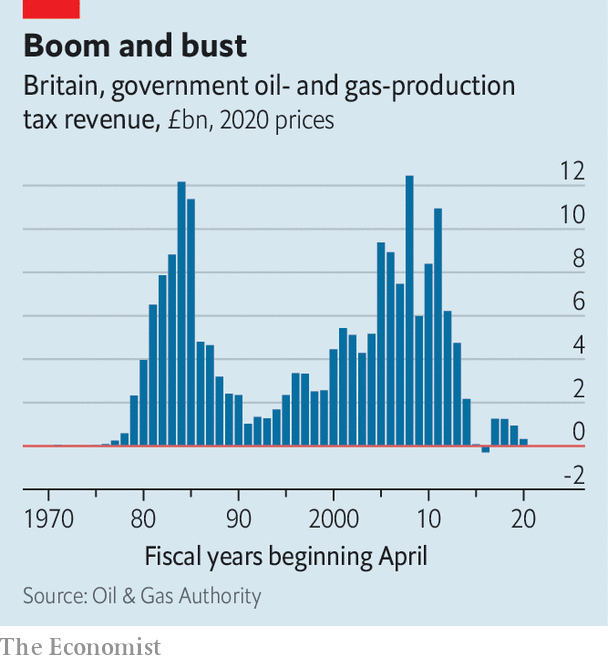 Boom and bust
Britain, government oil- and gas-production
tax revenue, £bn, 2020 prices
12
10
8
6
4
2
0
-2
1970 80 90 2000 10 20
Fiscal years beginning April
Source: Oil & Gas Authority
The Economist